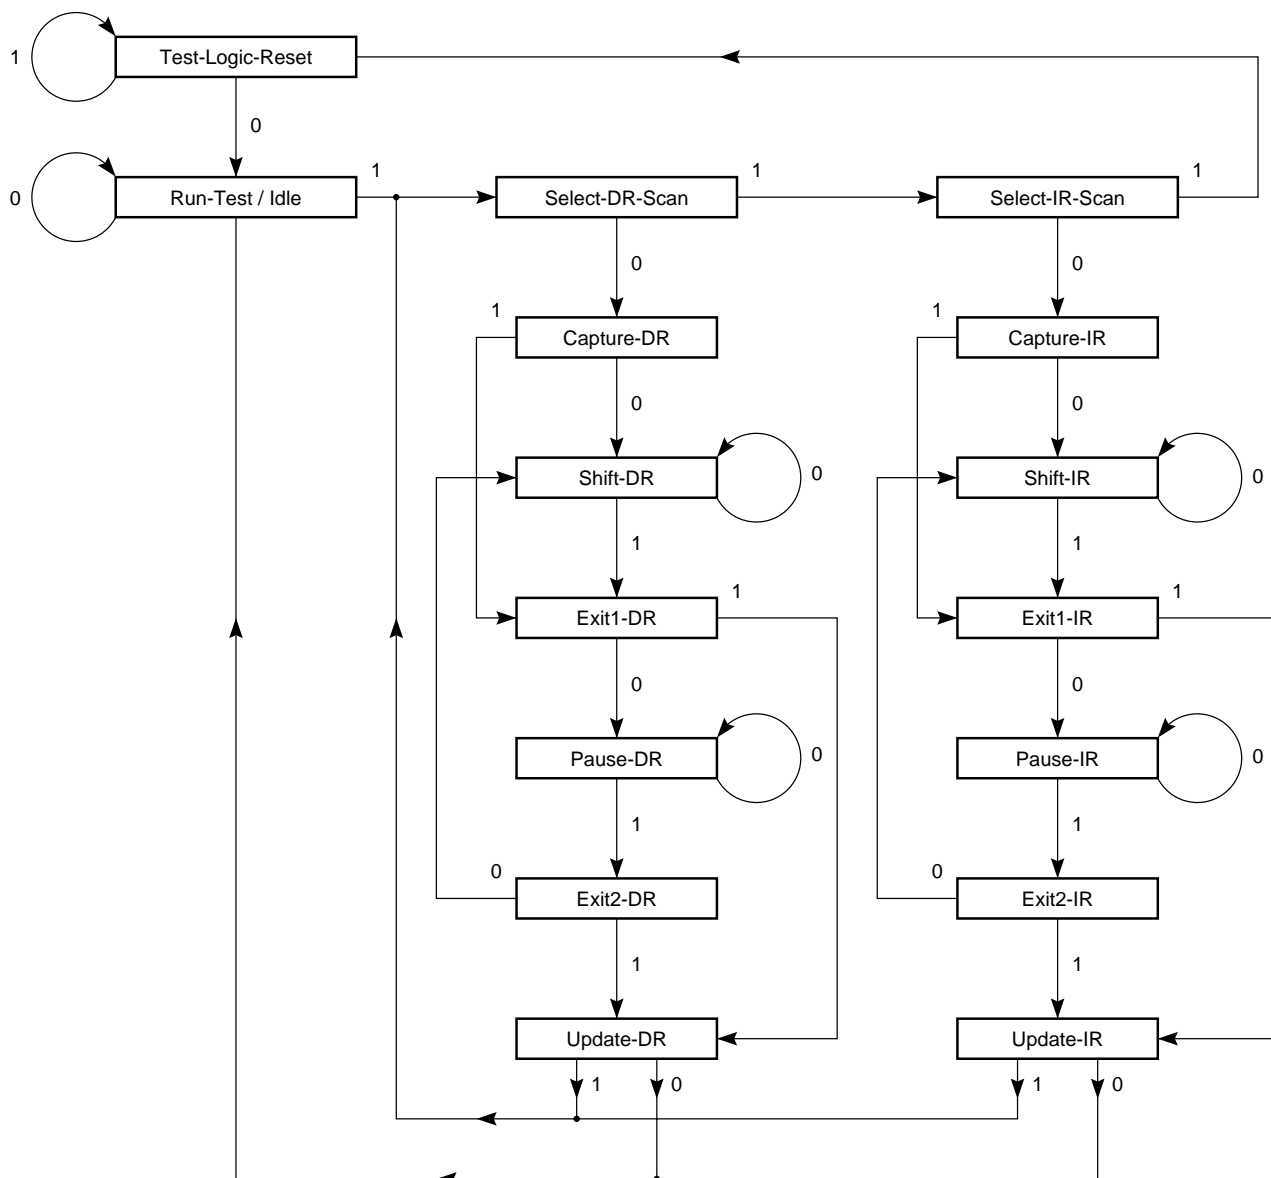 1
Test-Logic-Reset
0
0
Run-Test / Idle
1
Select-DR-Scan
1
Select-IR-Scan
1
0
0
1
Capture-DR
1
Capture-IR
0
0
Shift-DR
0
Shift-IR
0
1
1
Exit1-DR
1
Exit1-IR
1
0
0
Pause-DR
0
Pause-IR
0
1
1
0
Exit2-DR
0
Exit2-IR
1
1
Update-DR
Update-IR
1
0
1
0